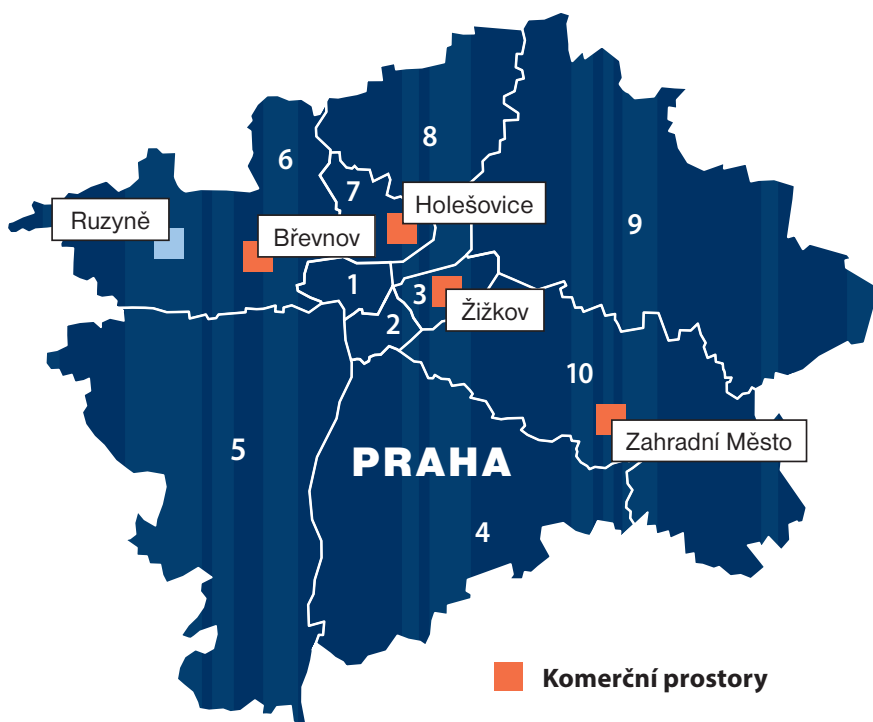 8
6
7
Holešovice
Ruzyně
Břevnov
9
1
3
Žižkov
2
10
Zahradní Město
5
PRAHA
4
Komerční prostory